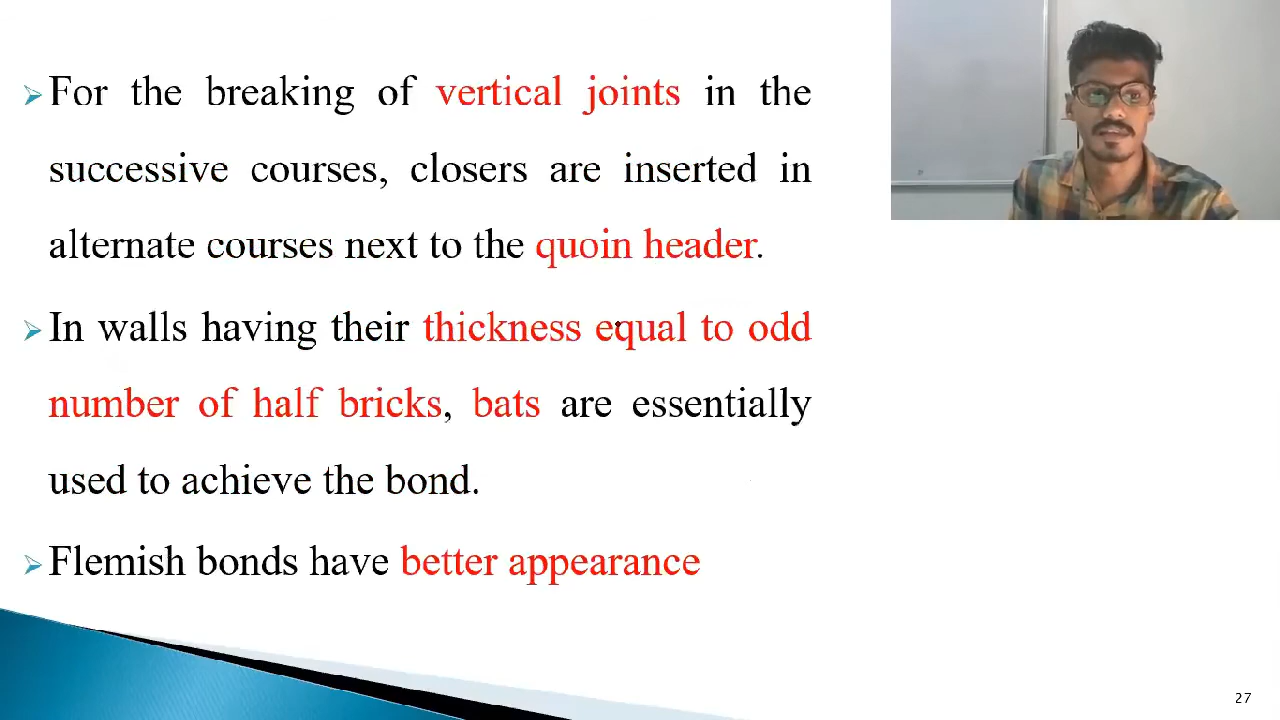 For the breaking of vertical joints in the
successive courses, closers are inserted in
alternate courses next to the quoin header.
In walls having their thickness equal to odd
number of half bricks, bats are essentially
used to achieve the bond.
Flemish bonds have better appearance
27